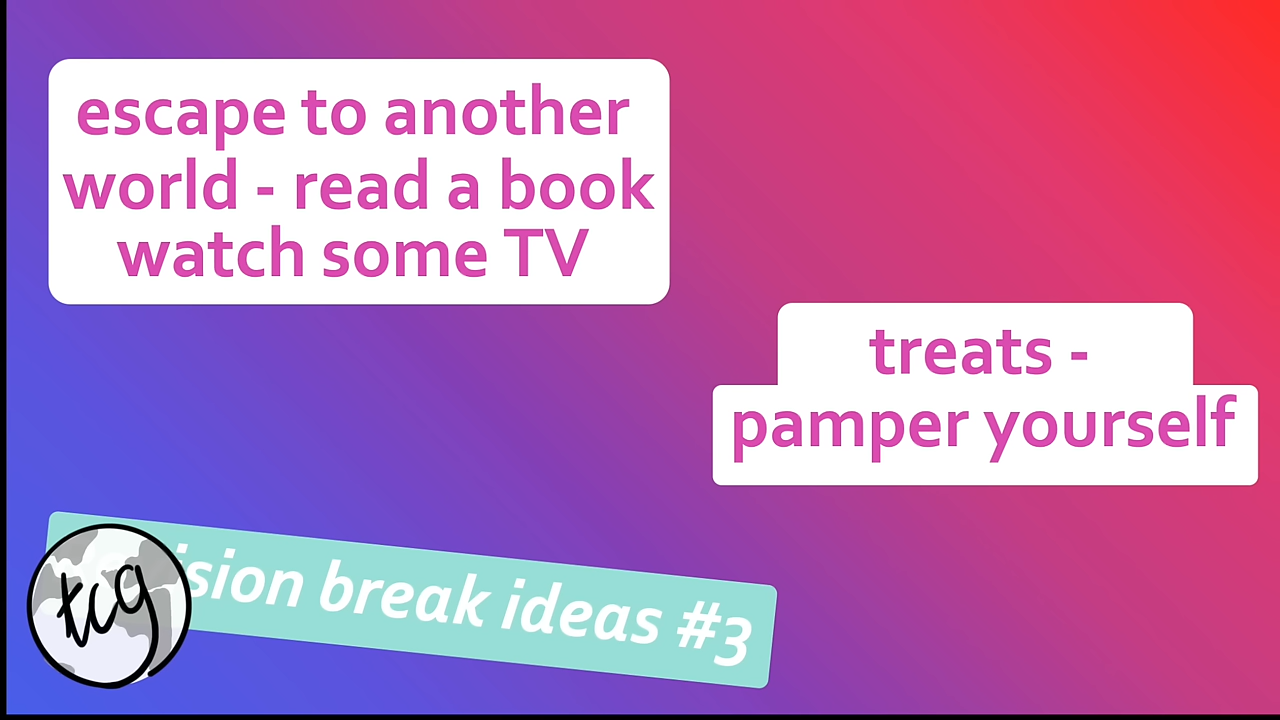 escape to another
world - read a book
watch some TV
treats -
pamper yourself
ision break ideas #3
tcg